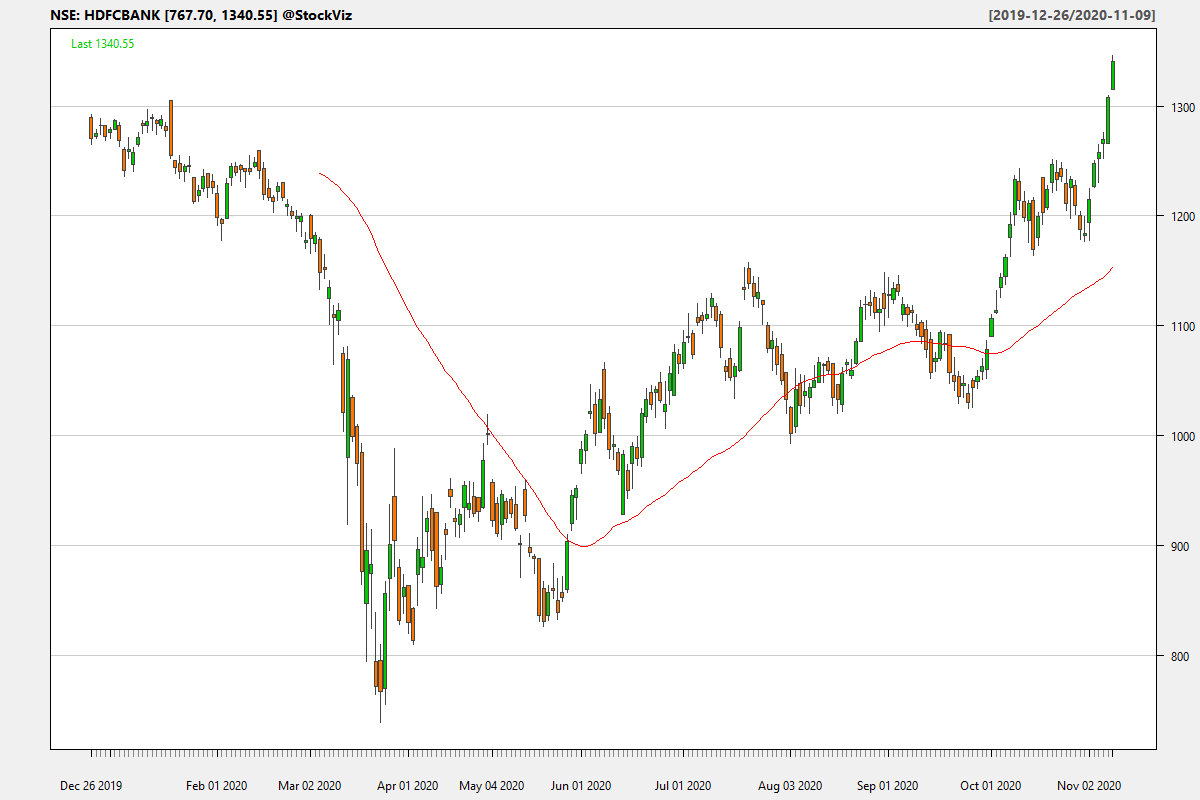 NSE: HDFCBANK [767.70, 1340.55] @StockViz
[2019-12-26/2020-11-09]
Last 1340.55
1300
1200
1100
1000
900
800
Dec 26 2019
Feb 01 2020
Mar 02 2020
Apr 01 2020
May 04 2020
Jun 01 2020
Jul 01 2020
Aug 03 2020
Sep 01 2020
Oct 01 2020
Nov 02 2020